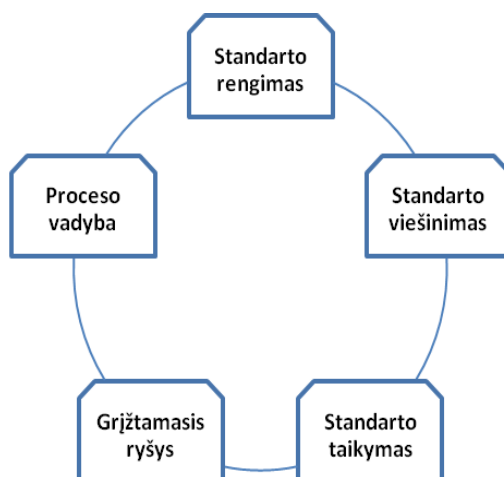 Standarto
rengimas
Standarto
viešinimas
Standarto
taikymas
Grįžtamasis
ryšys
Proceso
vadyba